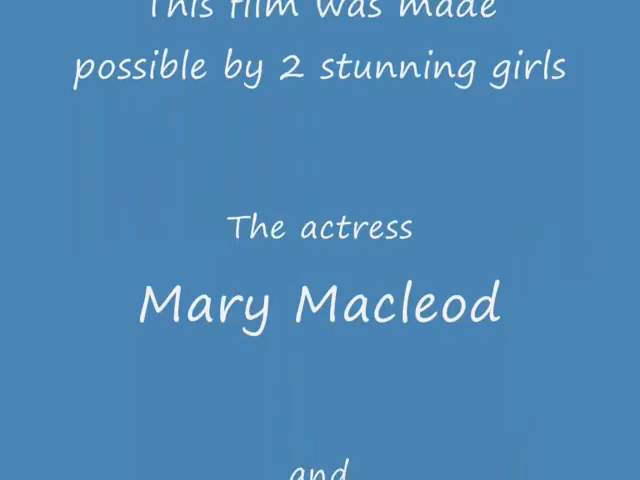 This film was made
possible by 2 stunning girls
The actress
Mary Macleod
and